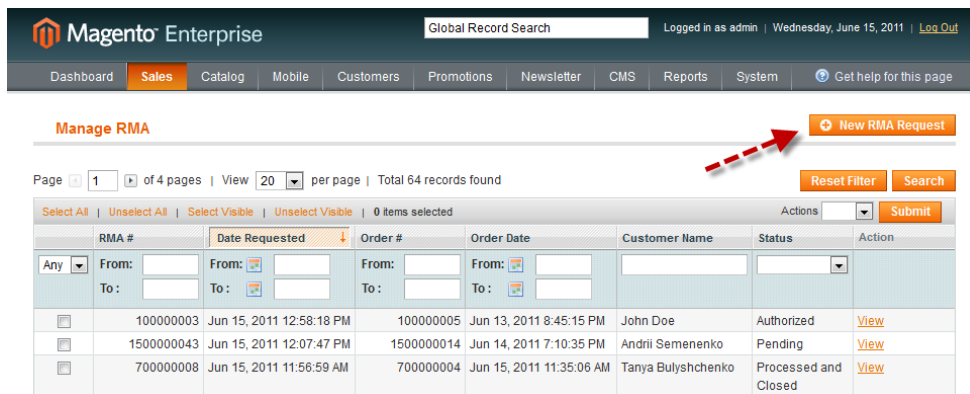 Magento Enterprise
Global Record Search
Logged in as admin | Wednesday, June 15, 2011 | Log Out
Dashboard Sales Catalog Mobile Customers Promotions Newsletter CMS Reports System Get help for this page
Manage RMA
New RMA Request
Page 1 of 4 pages | View 20 per page | Total 64 records found
Reset Filter Search
Select All | Unselect All | Select Visible | Unselect Visible | 0 items selected
Actions Submit
RMA # Date Requested Order # Order Date Customer Name Status Action
Any From: From: From: From:
To : To : To : To :
100000003 Jun 15, 2011 12:58:18 PM 100000005 Jun 13, 2011 8:45:15 PM John Doe Authorized View
1500000043 Jun 15, 2011 12:07:47 PM 1500000014 Jun 14, 2011 7:10:35 PM Andrii Semenenko Pending View
700000008 Jun 15, 2011 11:56:59 AM 700000004 Jun 15, 2011 11:35:06 AM Tanya Bulyshchenko Processed and Closed View